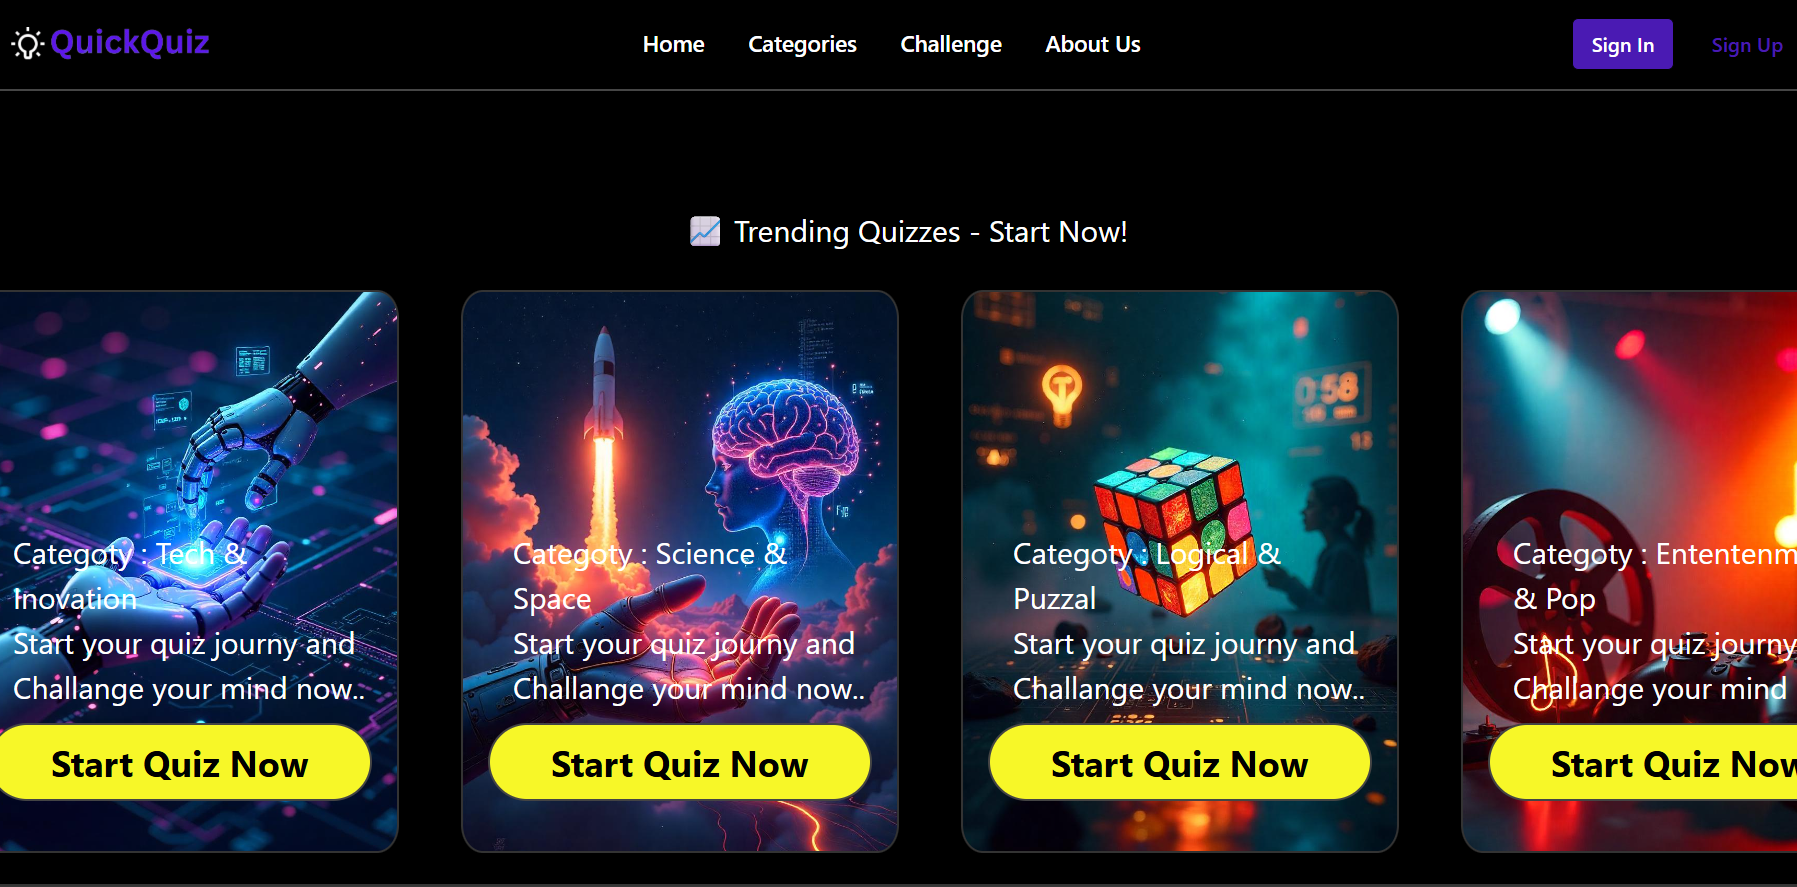 QuickQuiz
Home
Categories
Challenge
About Us
Sign In
Sign Up
Trending Quizzes - Start Now!
Categoty : Tech &
Inovation
Start your quiz journy and
Challange your mind now..
Start Quiz Now
Categoty : Science &
Space
Start your quiz journy and
Challange your mind now..
Start Quiz Now
0:58
Categoty : Logical &
Puzzal
Start your quiz journy and
Challange your mind now..
Start Quiz Now
Categoty : Ententenm
& Pop
Start your quiz journy
Challange your mind
Start Quiz Now